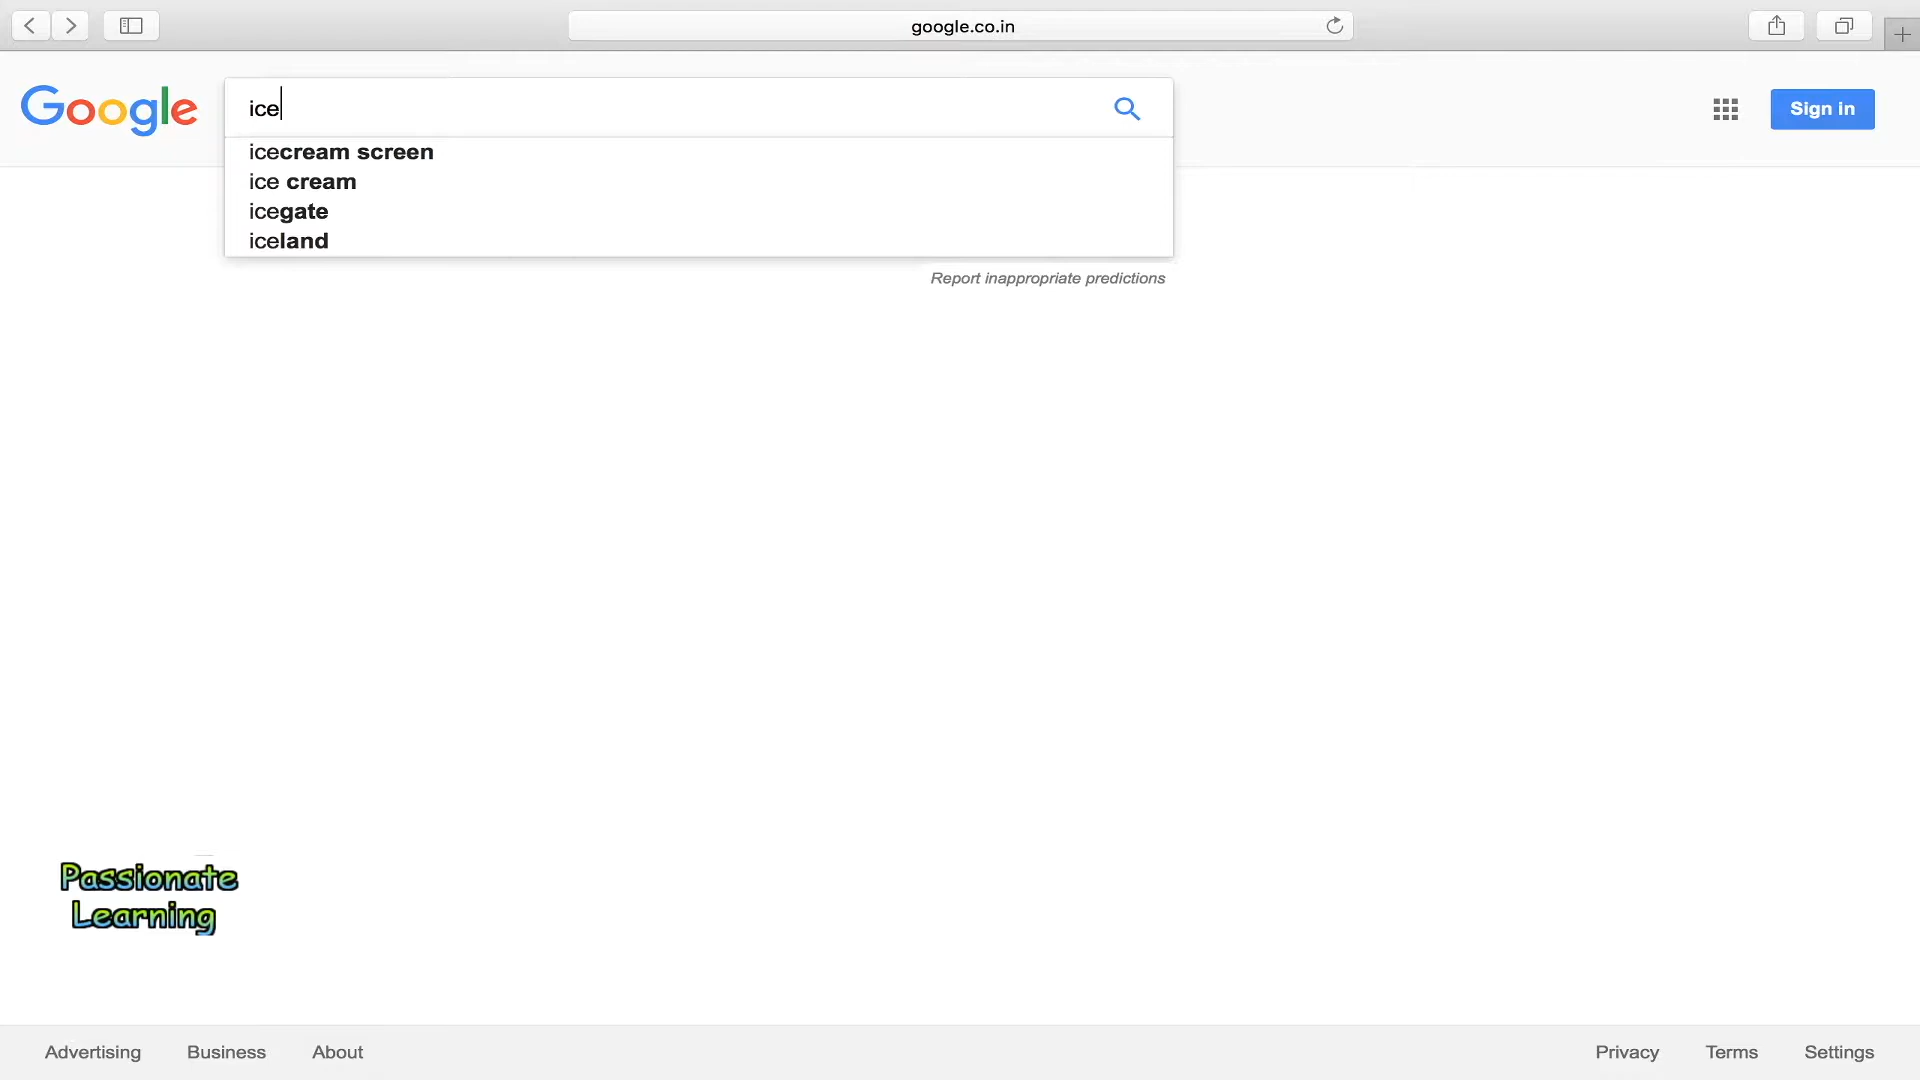 google.co.in
Google
ice
Sign in
icecream screen
ice cream
icegate
iceland
Report inappropriate predictions
Passionate
Learning
Advertising Business About Privacy Terms Settings